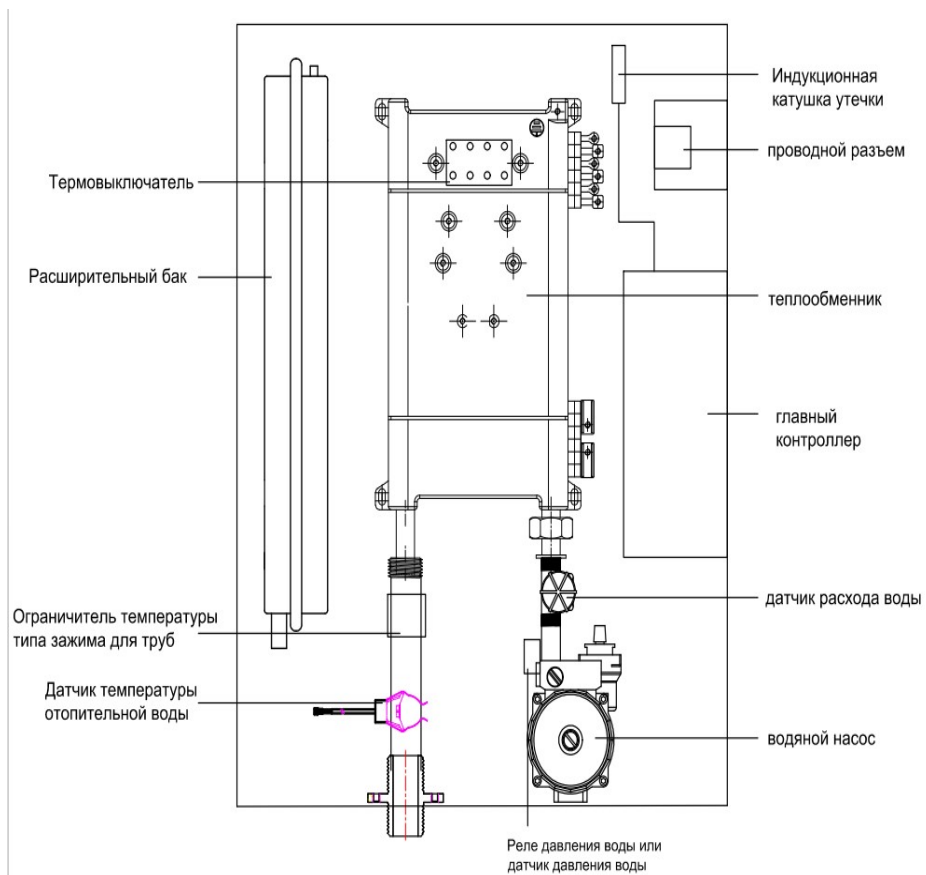 Термовыключатель
Расширительный бак
Ограничитель температуры
типа зажима для труб
Датчик температуры
отопительной воды
Индукционная
катушка утечки
проводной разъем
теплообменник
главный
контроллер
датчик расхода воды
водяной насос
Реле давления воды или
датчик давления воды